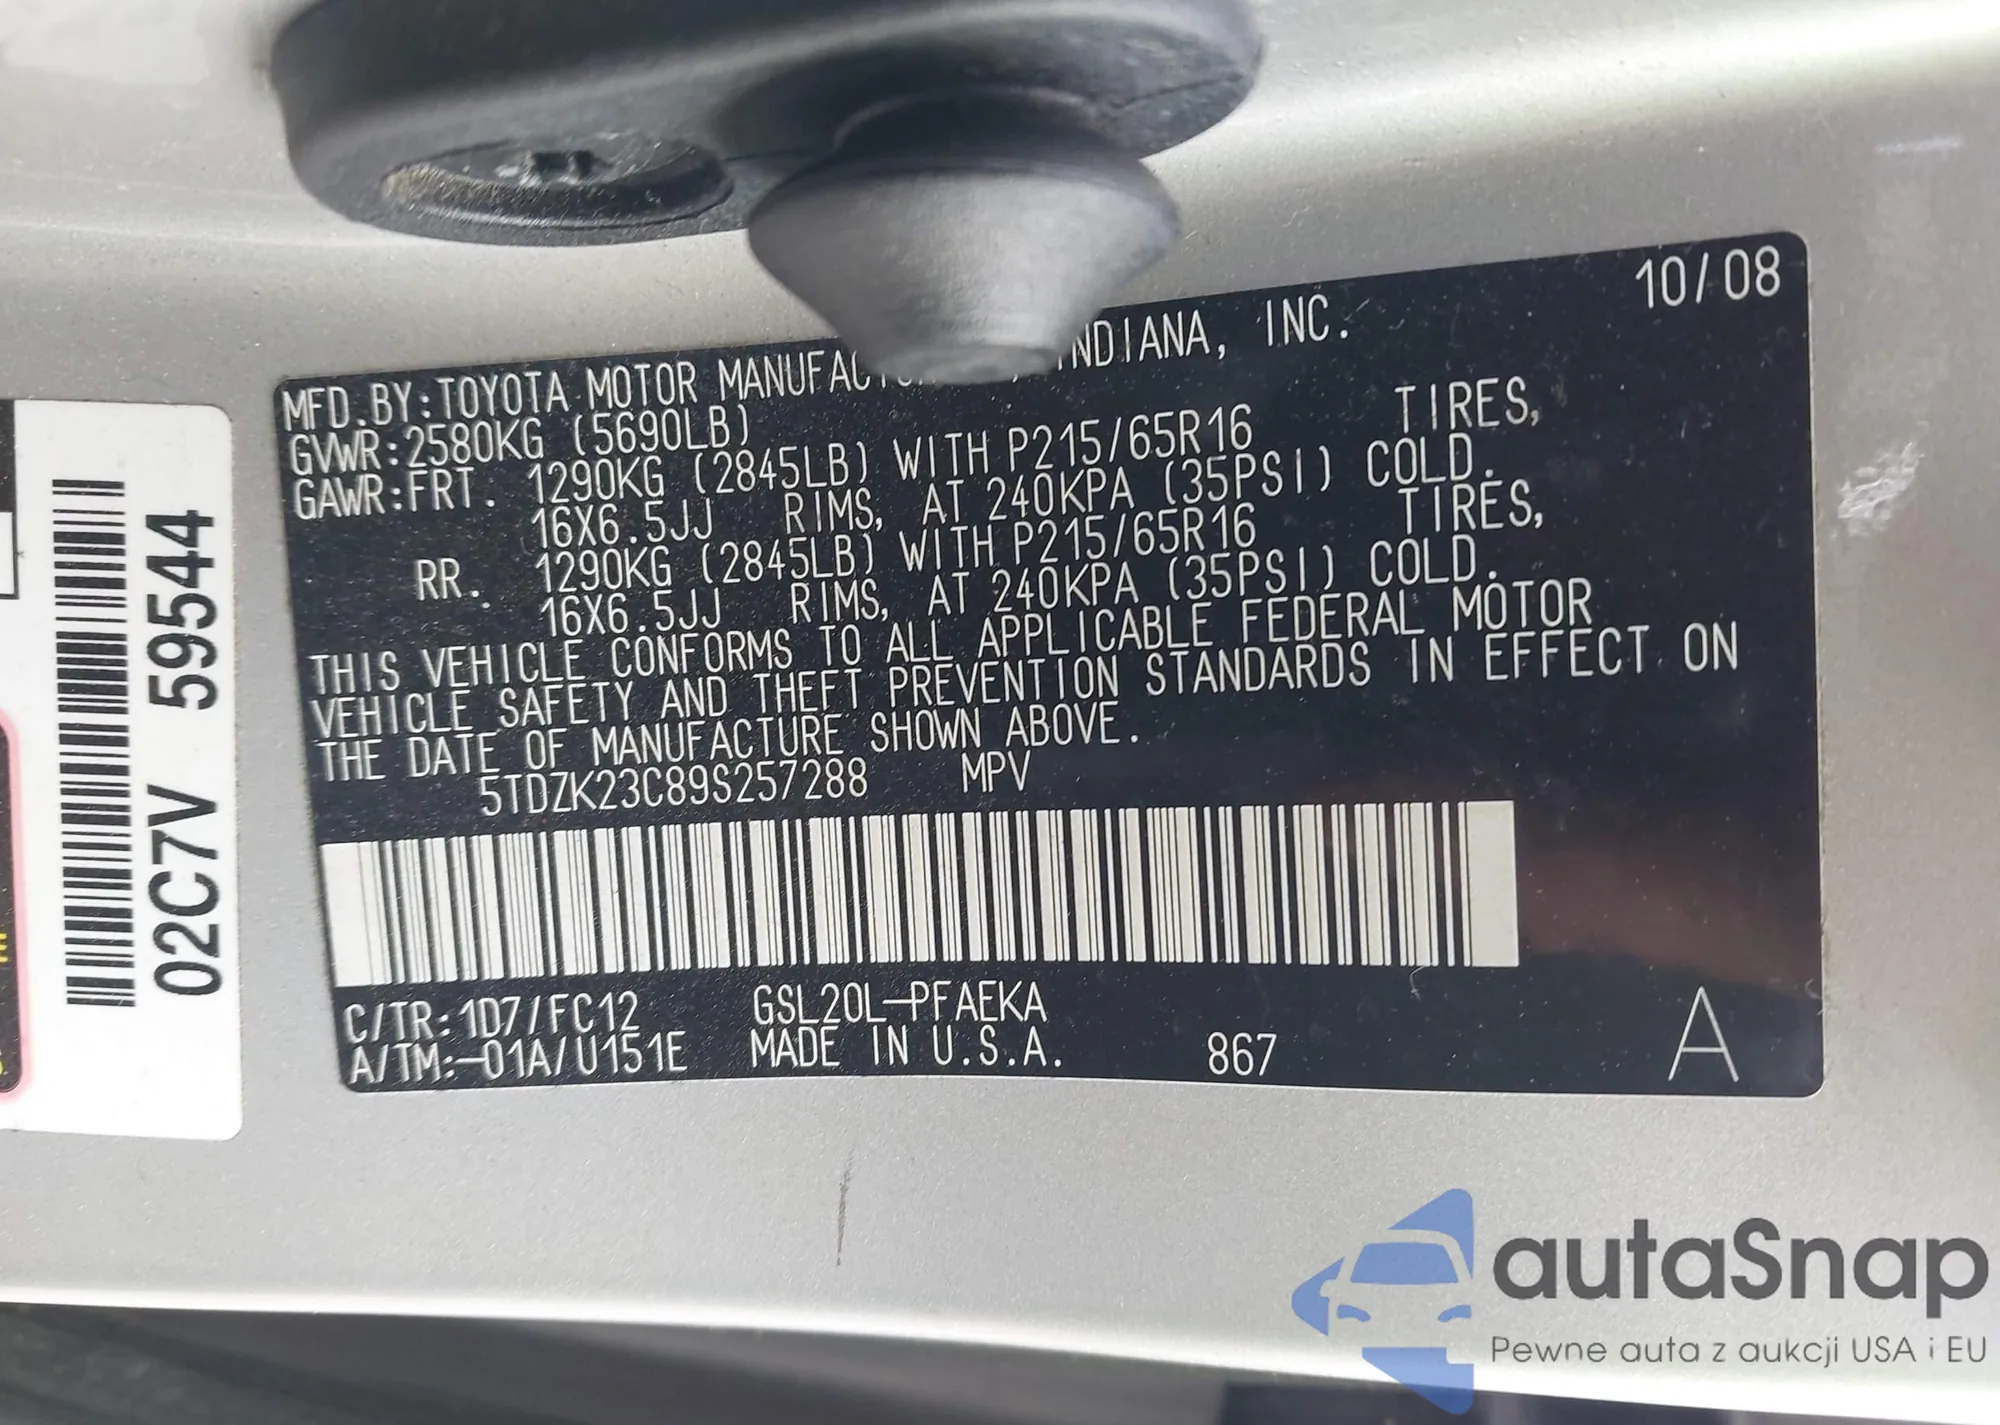 10/08
MFD.BY:TOYOTA MOTOR INDIANA, INC.
GVWR:2580KG (5690LB)
GAWR:FRT. 1290KG (2845LB) WITH P215/65R16 TIRES,
16X6.5JJ RIMS, AT 240KPA (35PSI) COLD.
RR. 1290KG (2845LB) WITH P215/65R16 TIRES,
16X6.5JJ RIMS, AT 240KPA (35PSI) COLD.
THIS VEHICLE CONFORMS TO ALL APPLICABLE FEDERAL MOTOR
VEHICLE SAFETY AND THEFT PREVENTION STANDARDS IN EFFECT ON
THE DATE OF MANUFACTURE SHOWN ABOVE.
5TDZK23C89S257288 MPV
C/TR:1D7/FC12 GSL20L-PFAEKA
A/TM:-01A/U151E MADE IN U.S.A. 867 A
02C7V 59544
autaSnap
Pewne auta z aukcji USA i EU